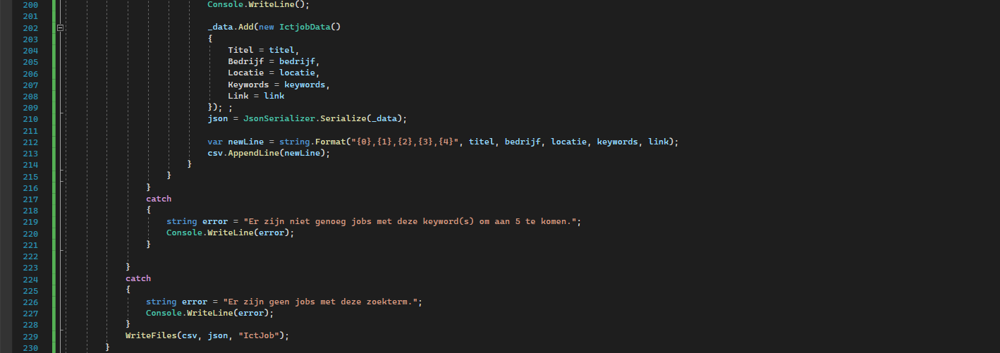 200 Console.WriteLine();
201
202 _data.Add(new IctjobData()
203 {
204 Titel = titel,
205 Bedrijf = bedrijf,
206 Locatie = locatie,
207 Keywords = keywords,
208 Link = link
209 }); ;
210 json = JsonSerializer.Serialize(_data);
211
212 var newLine = string.Format("{0},{1},{2},{3},{4}", titel, bedrijf, locatie, keywords, link);
213 csv.AppendLine(newLine);
214 }
215 }
216 }
217 catch
218 {
219 string error = "Er zijn niet genoeg jobs met deze keyword(s) om aan 5 te komen.";
220 Console.WriteLine(error);
221 }
222
223 }
224 catch
225 {
226 string error = "Er zijn geen jobs met deze zoekterm.";
227 Console.WriteLine(error);
228 }
229 WriteFiles(csv, json, "IctJob");
230 }